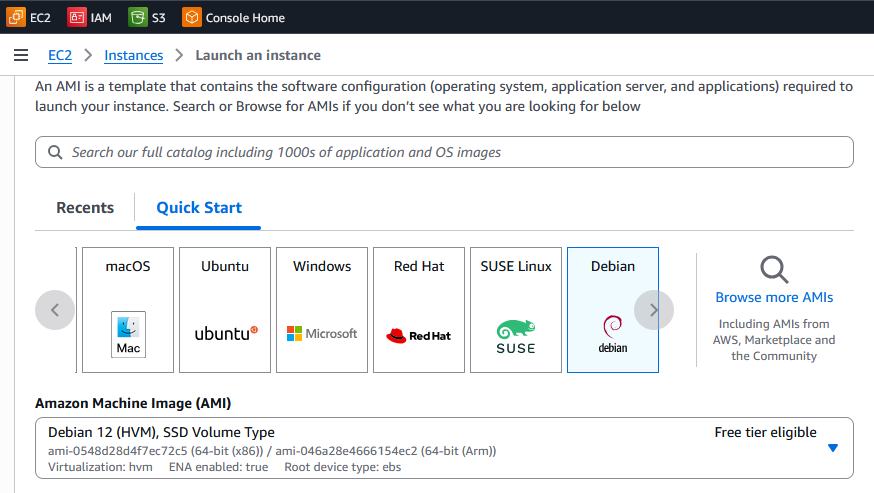 EC2 IAM S3 Console Home
EC2 > Instances > Launch an instance
An AMI is a template that contains the software configuration (operating system, application server, and applications) required to
launch your instance. Search or Browse for AMIs if you don’t see what you are looking for below
Search our full catalog including 1000s of application and OS images
Recents Quick Start
macOS Ubuntu Windows Red Hat SUSE Linux Debian
Mac ubuntu Microsoft Red Hat SUSE debian
Browse more AMIs
Including AMIs from
AWS, Marketplace and
the Community
Amazon Machine Image (AMI)
Debian 12 (HVM), SSD Volume Type Free tier eligible
ami-0548d28d4f7ec72c5 (64-bit (x86)) / ami-046a28e4666154ec2 (64-bit (Arm))
Virtualization: hvm ENA enabled: true Root device type: ebs